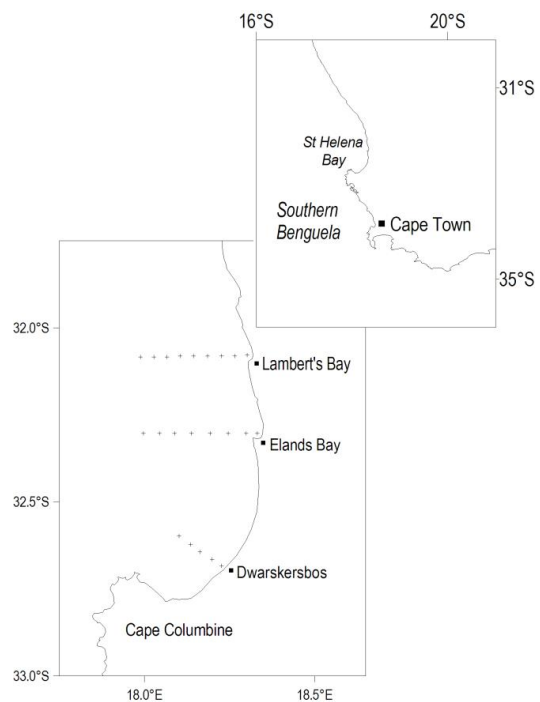 16°S
20°S
31°S
St Helena
Bay
Southern
Benguela
Cape Town
35°S
32.0°S
Lambert's Bay
Elands Bay
32.5°S
Dwarskersbos
Cape Columbine
33.0°S
18.0°E
18.5°E